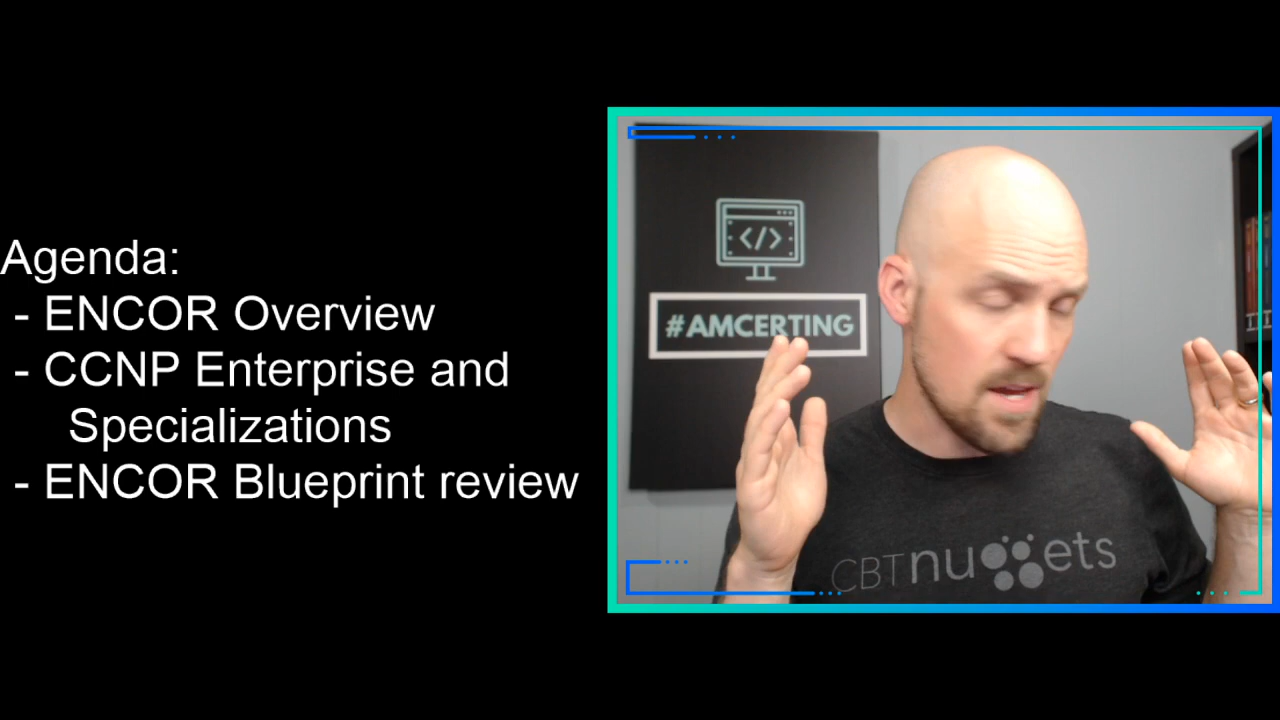 Agenda:
- ENCOR Overview
- CCNP Enterprise and
Specializations
- ENCOR Blueprint review
</>
#AMCERTING
CBTnuggets